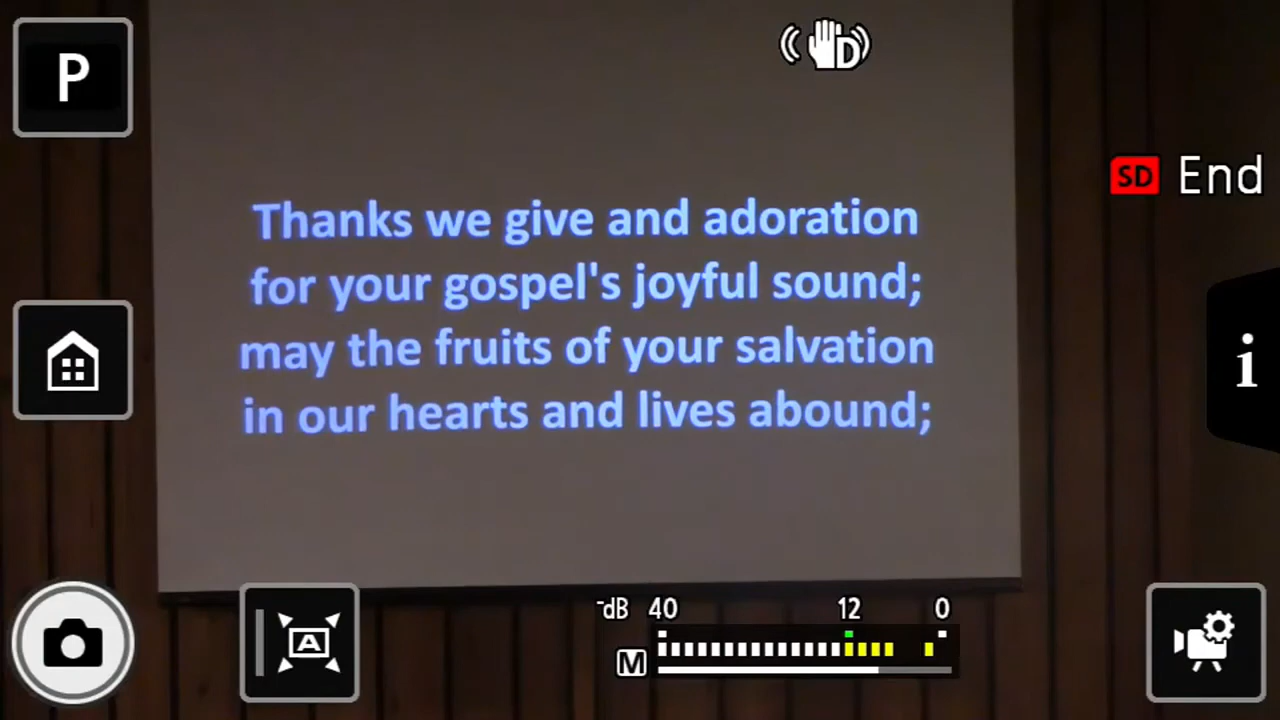 P
D
SD End
Thanks we give and adoration
for your gospel's joyful sound;
may the fruits of your salvation
in our hearts and lives abound;
i
A
-dB 40 12 0
M